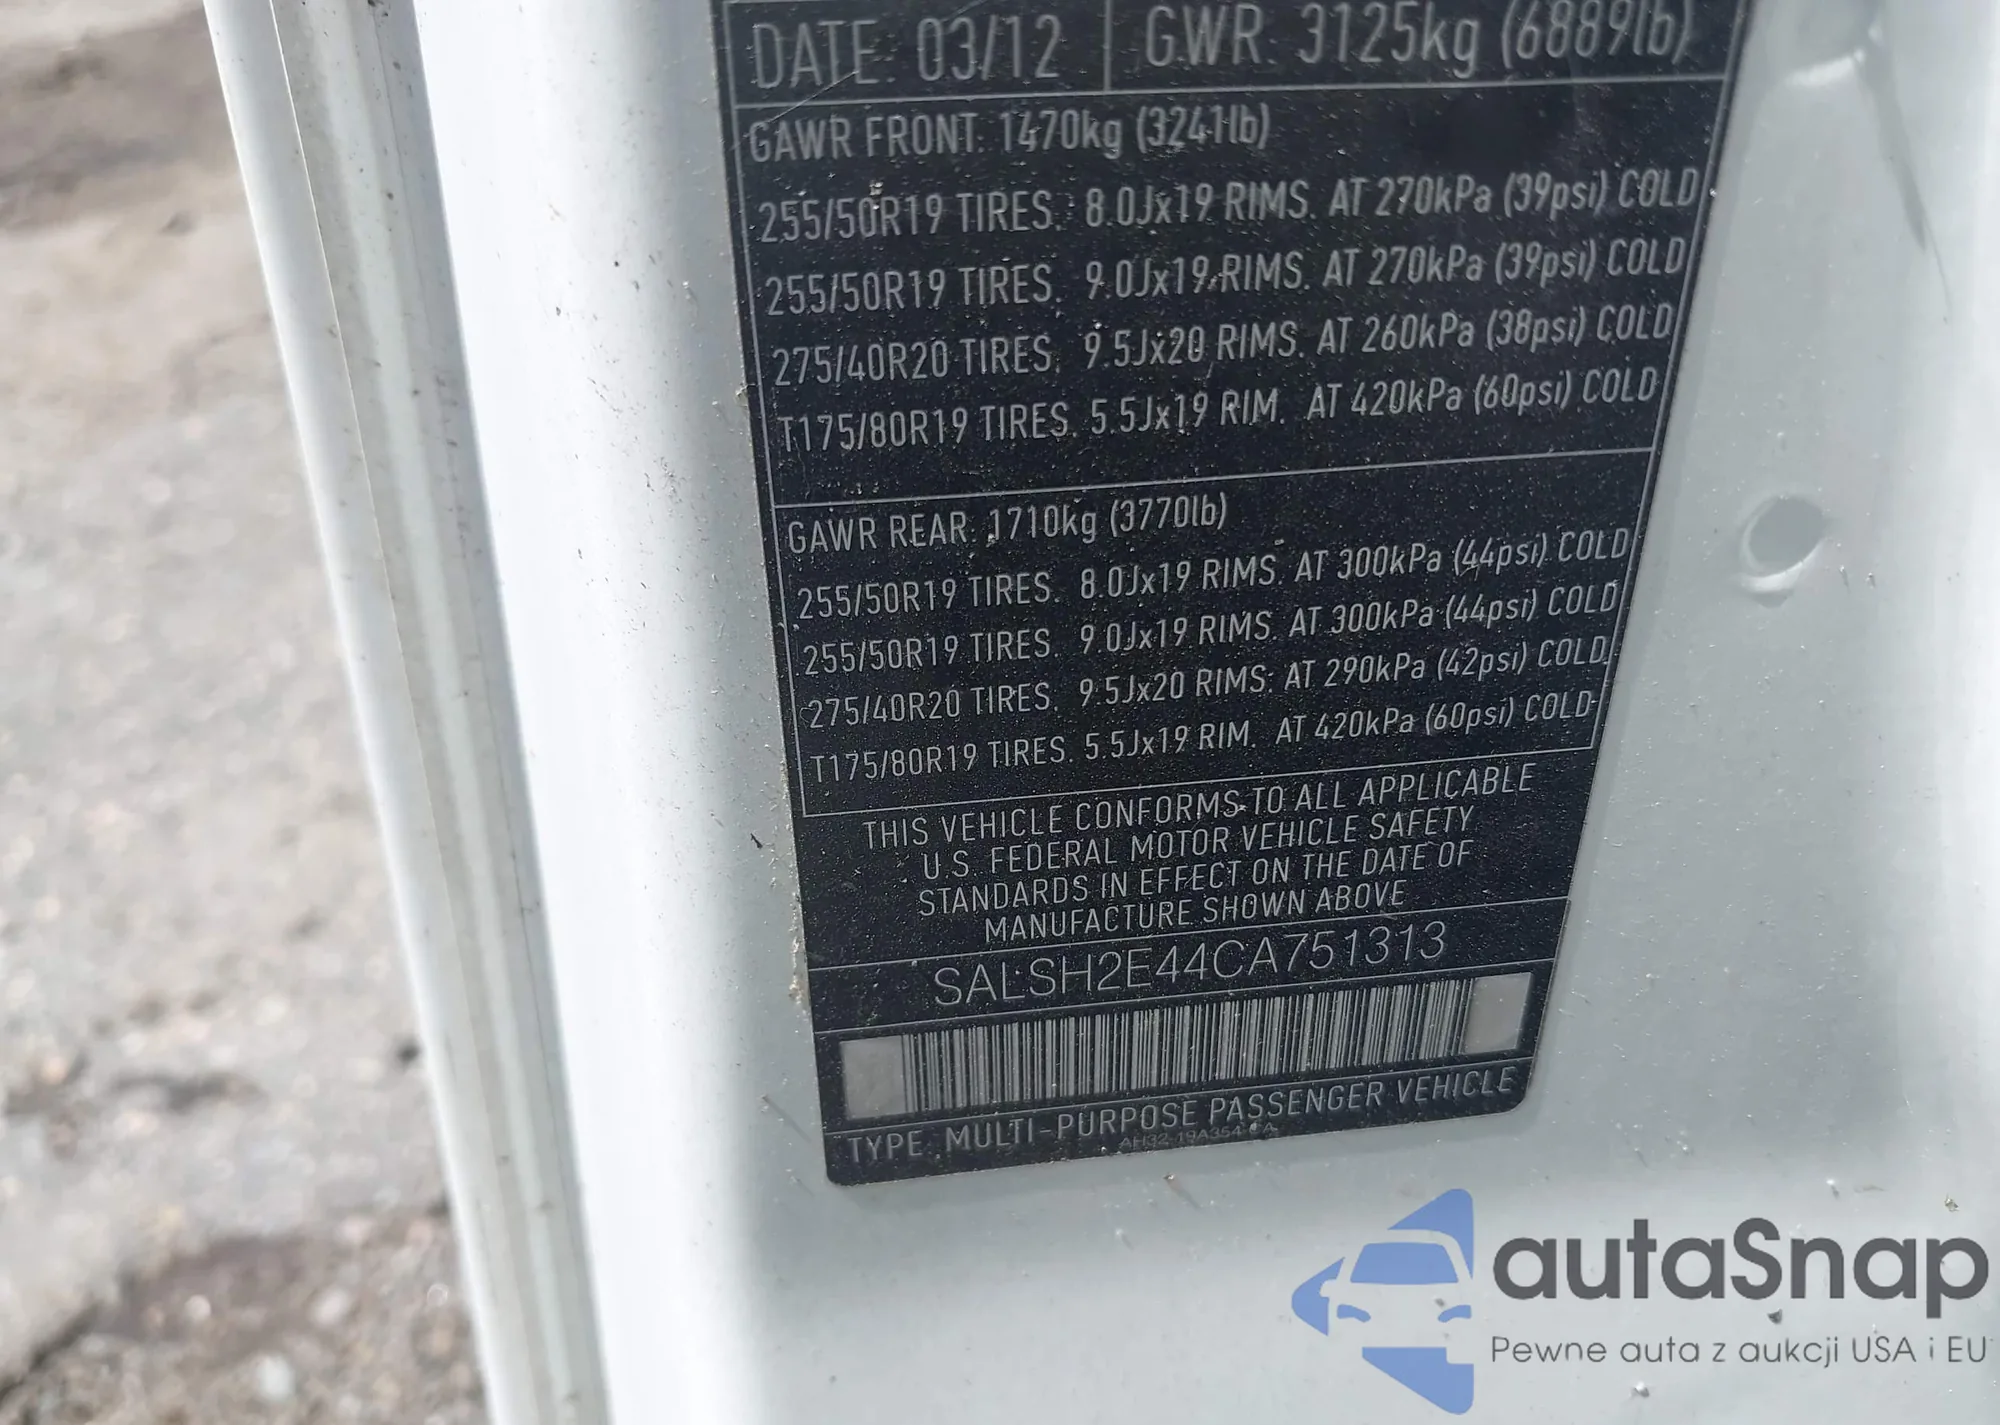 DATE: 03/12 GWR: 3125kg (6889lb)
GAWR FRONT: 1470kg (3241lb)
255/50R19 TIRES. 8.0Jx19 RIMS. AT 270kPa (39psi) COLD
255/50R19 TIRES. 9.0Jx19 RIMS. AT 270kPa (39psi) COLD
275/40R20 TIRES. 9.5Jx20 RIMS. AT 260kPa (38psi) COLD
T175/80R19 TIRES. 5.5Jx19 RIM. AT 420kPa (60psi) COLD
GAWR REAR: 1710kg (3770lb)
255/50R19 TIRES. 8.0Jx19 RIMS. AT 300kPa (44psi) COLD
255/50R19 TIRES. 9.0Jx19 RIMS. AT 300kPa (44psi) COLD
275/40R20 TIRES. 9.5Jx20 RIMS. AT 290kPa (42psi) COLD
T175/80R19 TIRES. 5.5Jx19 RIM. AT 420kPa (60psi) COLD
THIS VEHICLE CONFORMS TO ALL APPLICABLE
U.S. FEDERAL MOTOR VEHICLE SAFETY
STANDARDS IN EFFECT ON THE DATE OF
MANUFACTURE SHOWN ABOVE
SALSH2E44CA751313
TYPE: MULTI-PURPOSE PASSENGER VEHICLE
autaSnap
Pewne auta z aukcji USA i EU